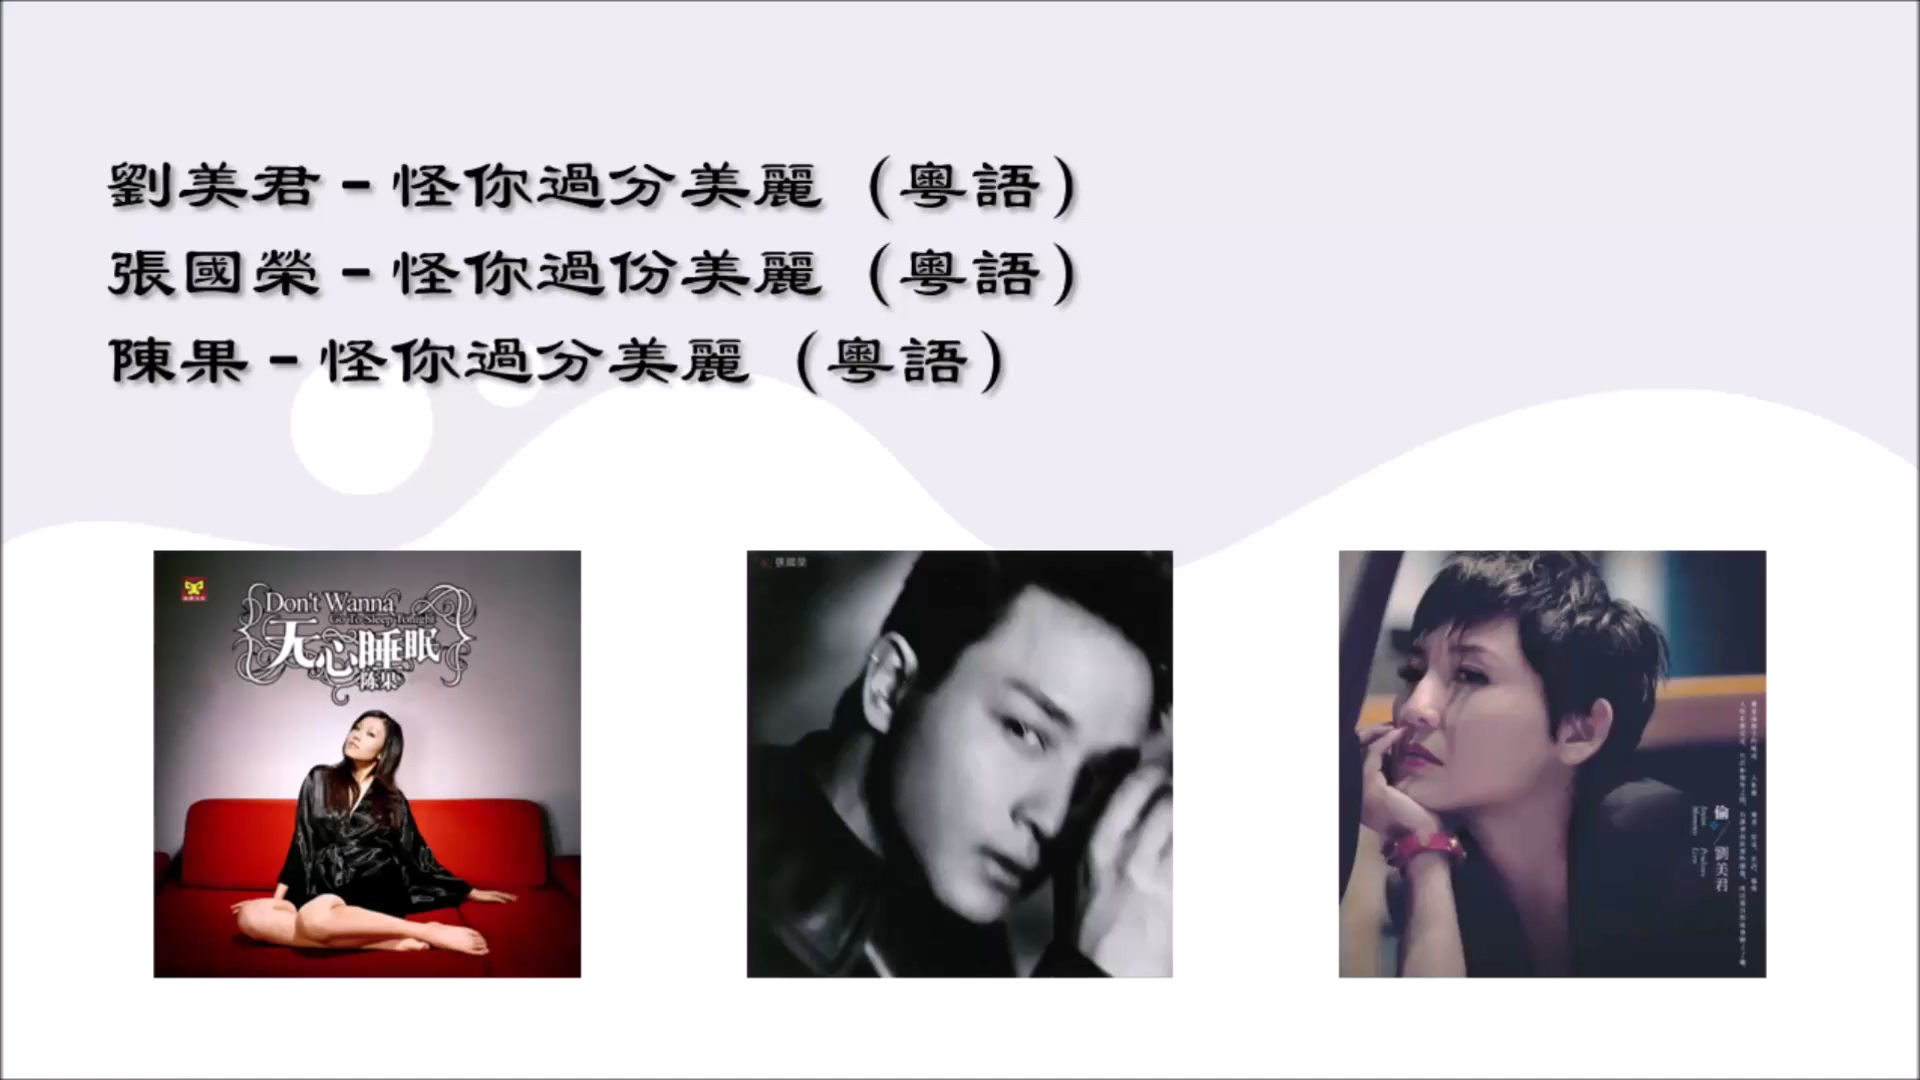 劉美君 - 怪你過分美麗（粵語）
張國榮 - 怪你過份美麗（粵語）
陳果 - 怪你過分美麗（粵語）
Don't Wanna
Go To Sleep Tonight
无心睡眠
陈果
張國榮
偷／劉美君